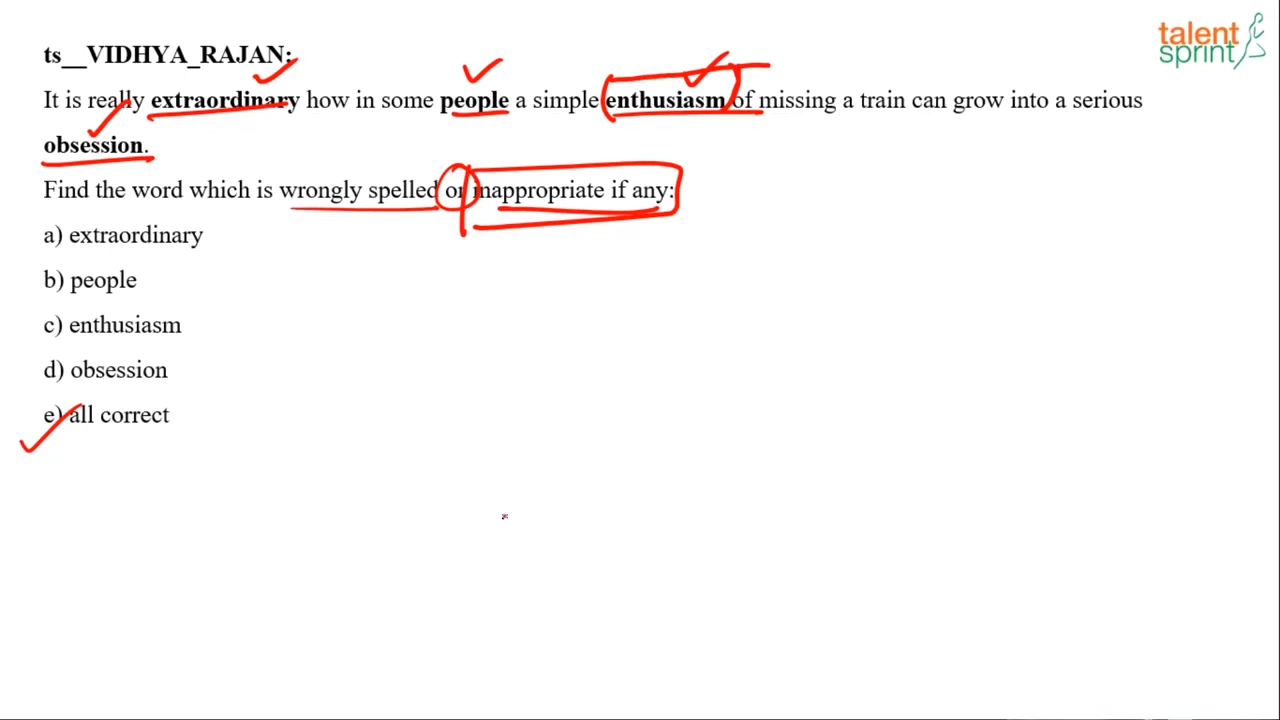 talent
sprint
ts__VIDHYA_RAJAN:
It is really extraordinary how in some people a simple enthusiasm of missing a train can grow into a serious
obsession.
Find the word which is wrongly spelled or inappropriate if any:
a) extraordinary
b) people
c) enthusiasm
d) obsession
e) all correct